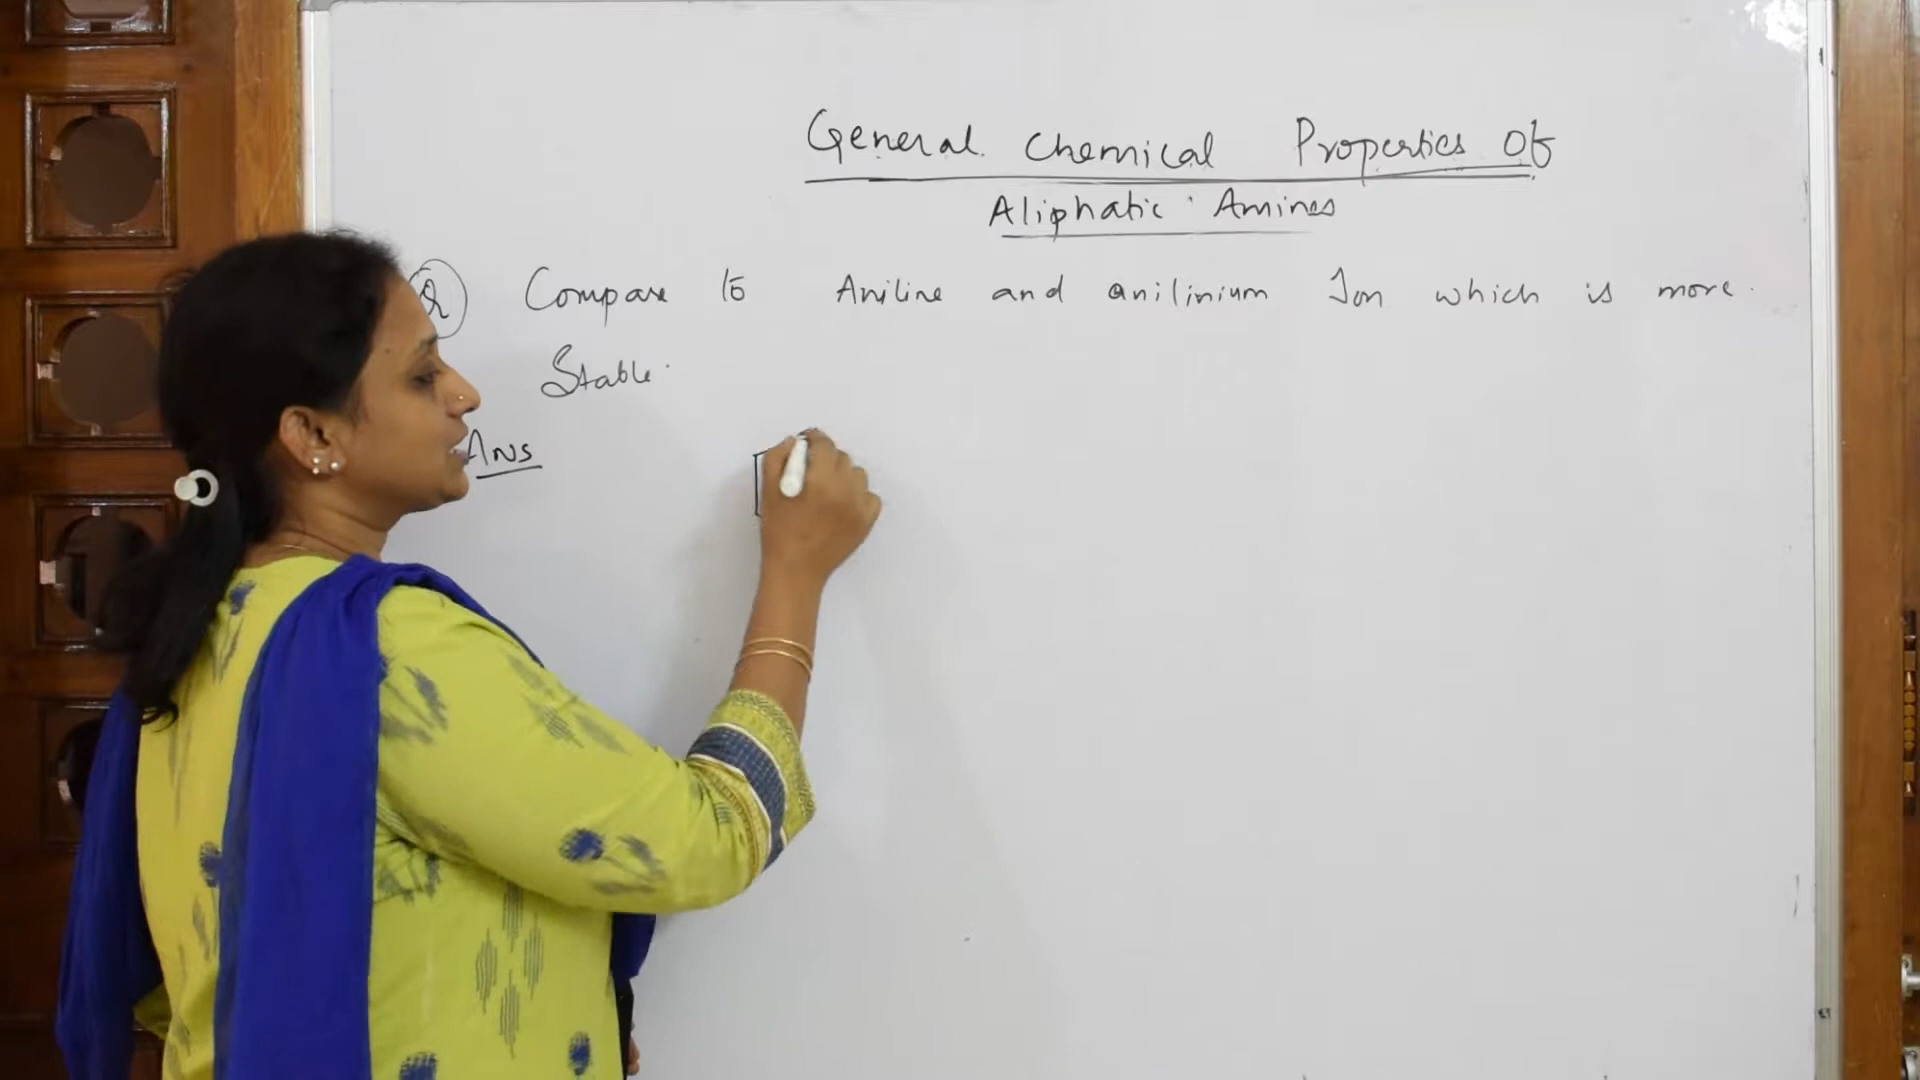 General Chemical Properties Of
Aliphatic Amines
Q Compare to Aniline and anilinium Ion which is more
Stable.
Ans